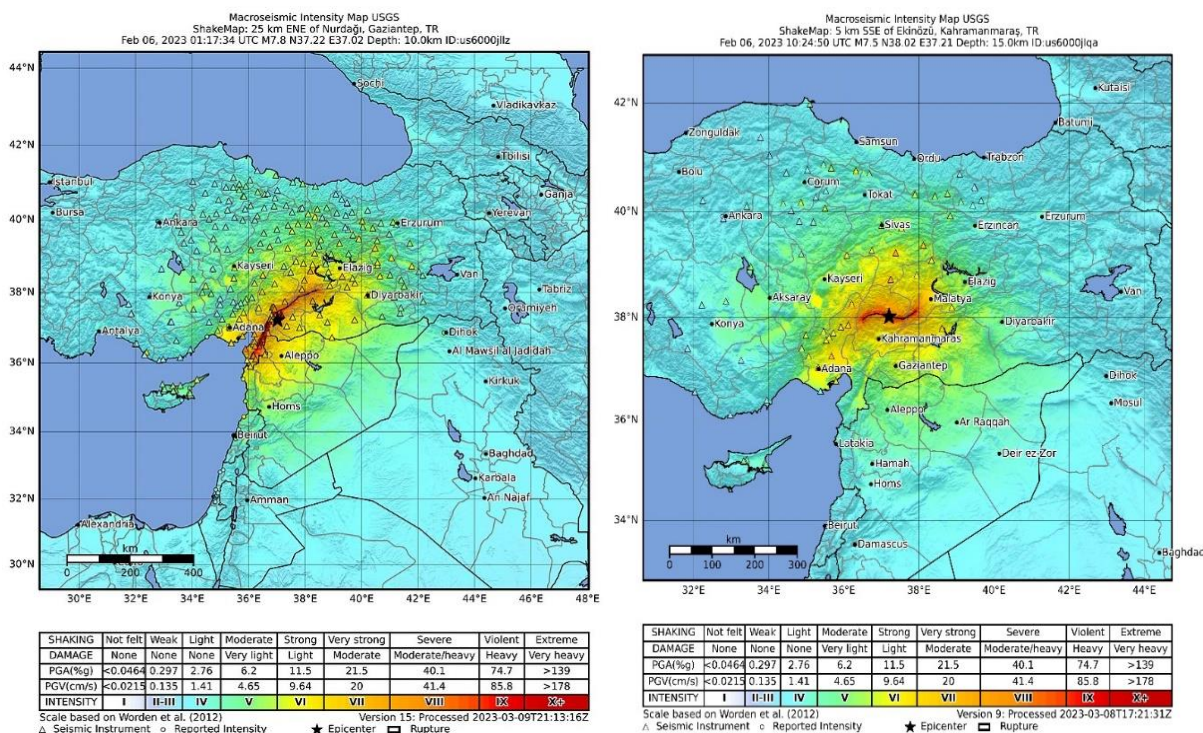 Macroseismic Intensity Map USGS
ShakeMap: 25 km ENE of Nurdağı, Gaziantep, TR
Feb 06, 2023 01:17:34 UTC M7.8 N37.22 E37.02 Depth: 10.0km ID:us6000jllz
44°N
Sochi
Vladikavkaz
42°N
Tbilisi
Istanbul
Ganja
Bursa
40°N
Ankara
Erzurum
Yerevan
Kayseri
Elazig
Van
38°N
Konya
Diyarbakir
Tabriz
Osmaniyeh
Antalya
Adana
Dihok
36°N
Aleppo
Al Mawsil al Jadidah
Kirkuk
Homs
34°N
Beirut
Baghdad
Karbala
32°N
Amman
An Najaf
Alexandria
km
30°N
0 200 400
30°E 32°E 34°E 36°E 38°E 40°E 42°E 44°E 46°E 48°E
SHAKING Not felt Weak Light Moderate Strong Very strong Severe Violent Extreme
DAMAGE None None None Very light Light Moderate Moderate/heavy Heavy Very heavy
PGA(%g) <0.0464 0.297 2.76 6.2 11.5 21.5 40.1 74.7 >139
PGV(cm/s) <0.0215 0.135 1.41 4.65 9.64 20 41.4 85.8 >178
INTENSITY I II-III IV V VI VII VIII IX X+
Scale based on Worden et al. (2012) Version 15: Processed 2023-03-09T21:13:16Z
△ Seismic Instrument ○ Reported Intensity ★ Epicenter Rupture
Macroseismic Intensity Map USGS
ShakeMap: 5 km SSE of Ekinözü, Kahramanmaraş, TR
Feb 06, 2023 10:24:50 UTC M7.5 N38.02 E37.21 Depth: 15.0km ID:us6000jlqa
Kutaisi
42°N
Batumi
Zonguldak
Samsun
Ordu
Trabzon
Bolu
Corum
Tokat
40°N
Ankara
Sivas
Erzincan
Erzurum
Kayseri
Elazig
Van
Aksaray
Malatya
38°N
Konya
Diyarbakir
Kahramanmaras
Adana
Gaziantep
Dihok
36°N
Aleppo
Mosul
Ar Raqqah
Latakia
Deir ez-Zor
Hamah
Homs
34°N
Beirut
km
Damascus
Baghdad
0 100 200 300
32°E 34°E 36°E 38°E 40°E 42°E 44°E
SHAKING Not felt Weak Light Moderate Strong Very strong Severe Violent Extreme
DAMAGE None None None Very light Light Moderate Moderate/heavy Heavy Very heavy
PGA(%g) <0.0464 0.297 2.76 6.2 11.5 21.5 40.1 74.7 >139
PGV(cm/s) <0.0215 0.135 1.41 4.65 9.64 20 41.4 85.8 >178
INTENSITY I II-III IV V VI VII VIII IX X+
Scale based on Worden et al. (2012) Version 9: Processed 2023-03-08T17:21:31Z
△ Seismic Instrument ○ Reported Intensity ★ Epicenter Rupture